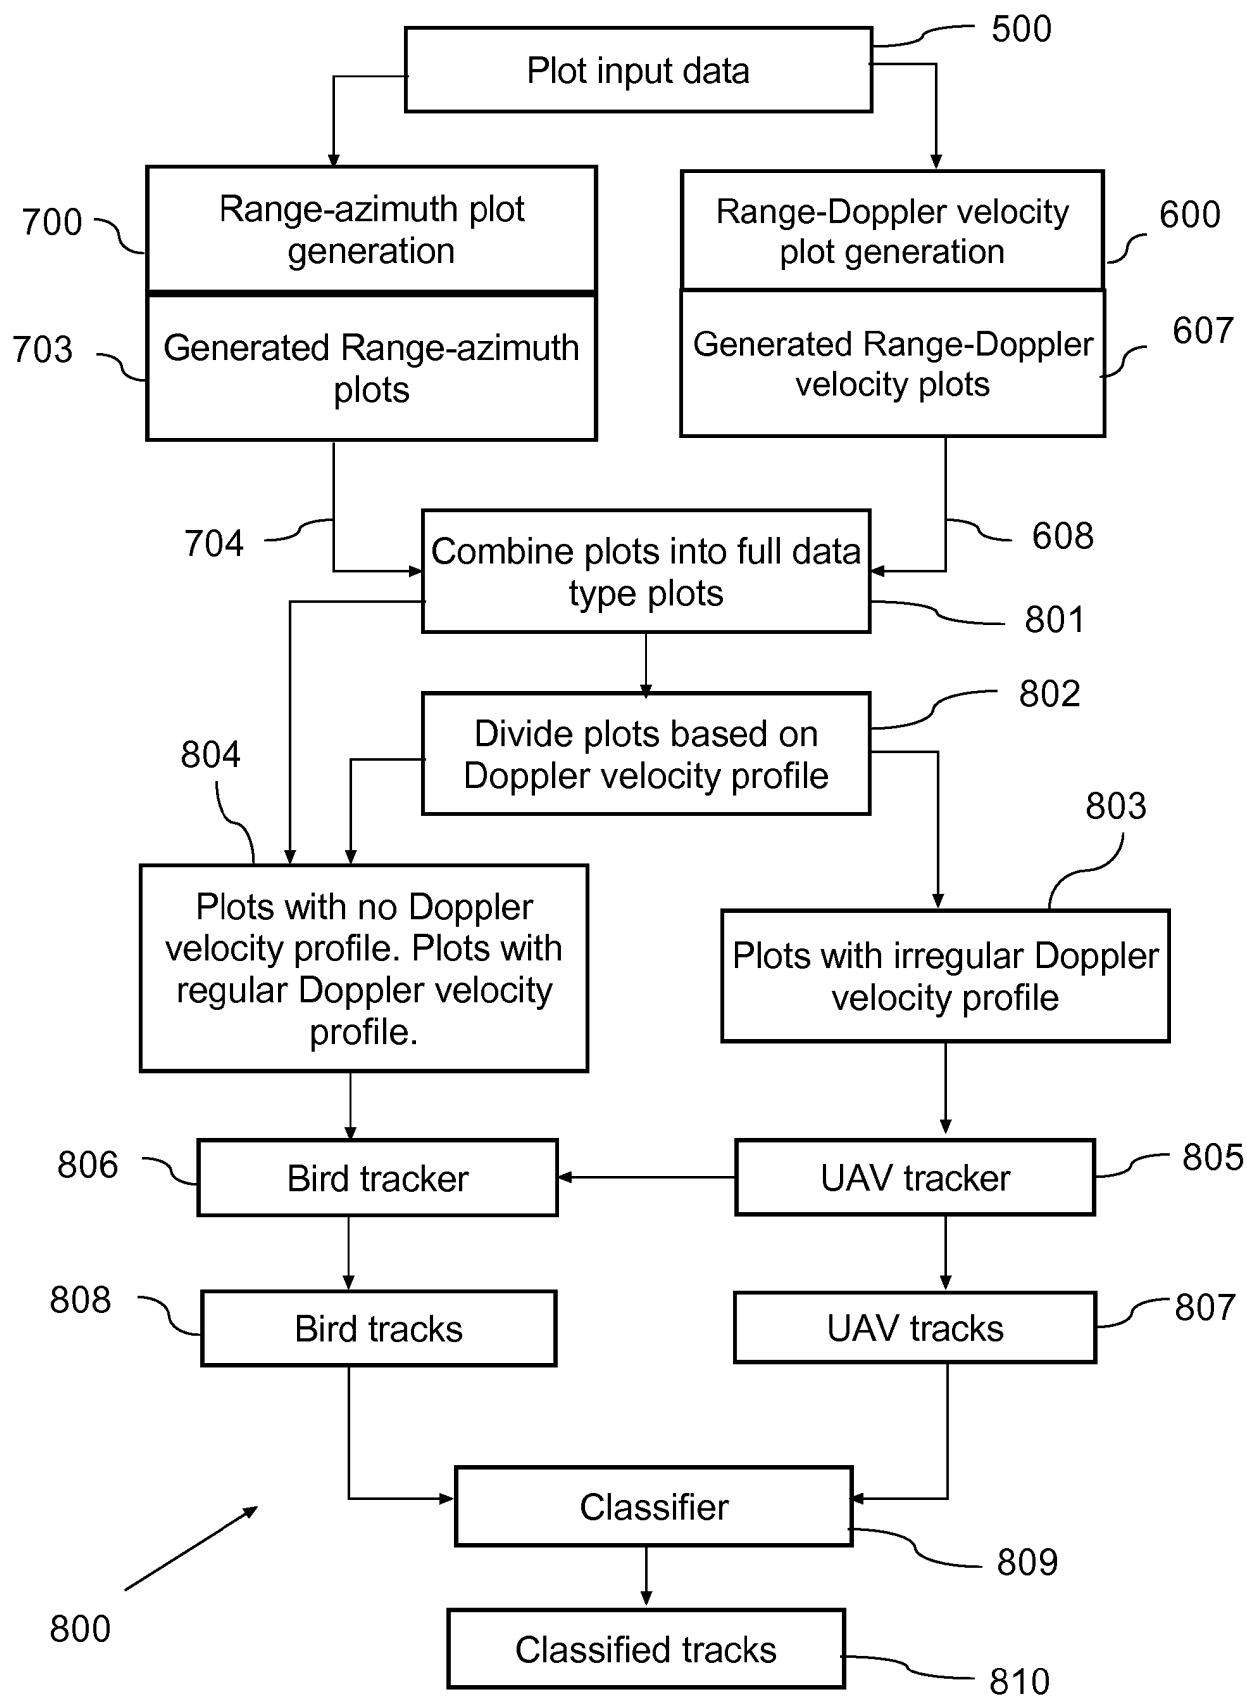 500
Plot input data
Range-azimuth plot
generation
700
Range-Doppler velocity
plot generation
600
Generated Range-azimuth
plots
703
Generated Range-Doppler
velocity plots
607
704
608
Combine plots into full data
type plots
801
802
Divide plots based on
Doppler velocity profile
804
803
Plots with no Doppler
velocity profile. Plots with
regular Doppler velocity
profile.
Plots with irregular Doppler
velocity profile
806
Bird tracker
UAV tracker
805
808
Bird tracks
UAV tracks
807
Classifier
809
800
Classified tracks
810